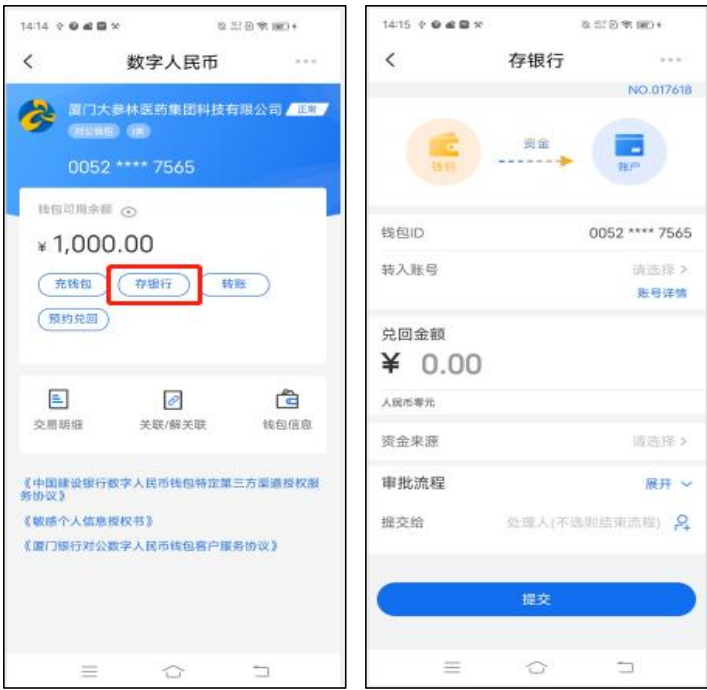 14:14
数字人民币
厦门大参林医药集团科技有限公司 正常
对公钱包 I类
0052 **** 7565
钱包可用余额
¥ 1,000.00
充钱包 存银行 转账
预约兑回
交易明细 关联/解关联 钱包信息
《中国建设银行数字人民币钱包特定第三方渠道授权服
务协议》
《敏感个人信息授权书》
《厦门银行对公数字人民币钱包客户服务协议》
14:15
存银行
NO.017618
钱包 资金 账户
钱包ID 0052 **** 7565
转入账号 请选择 >
账号详情
兑回金额
¥ 0.00
人民币零元
资金来源 请选择 >
审批流程 展开
提交给 处理人(不选则结束流程)
提交